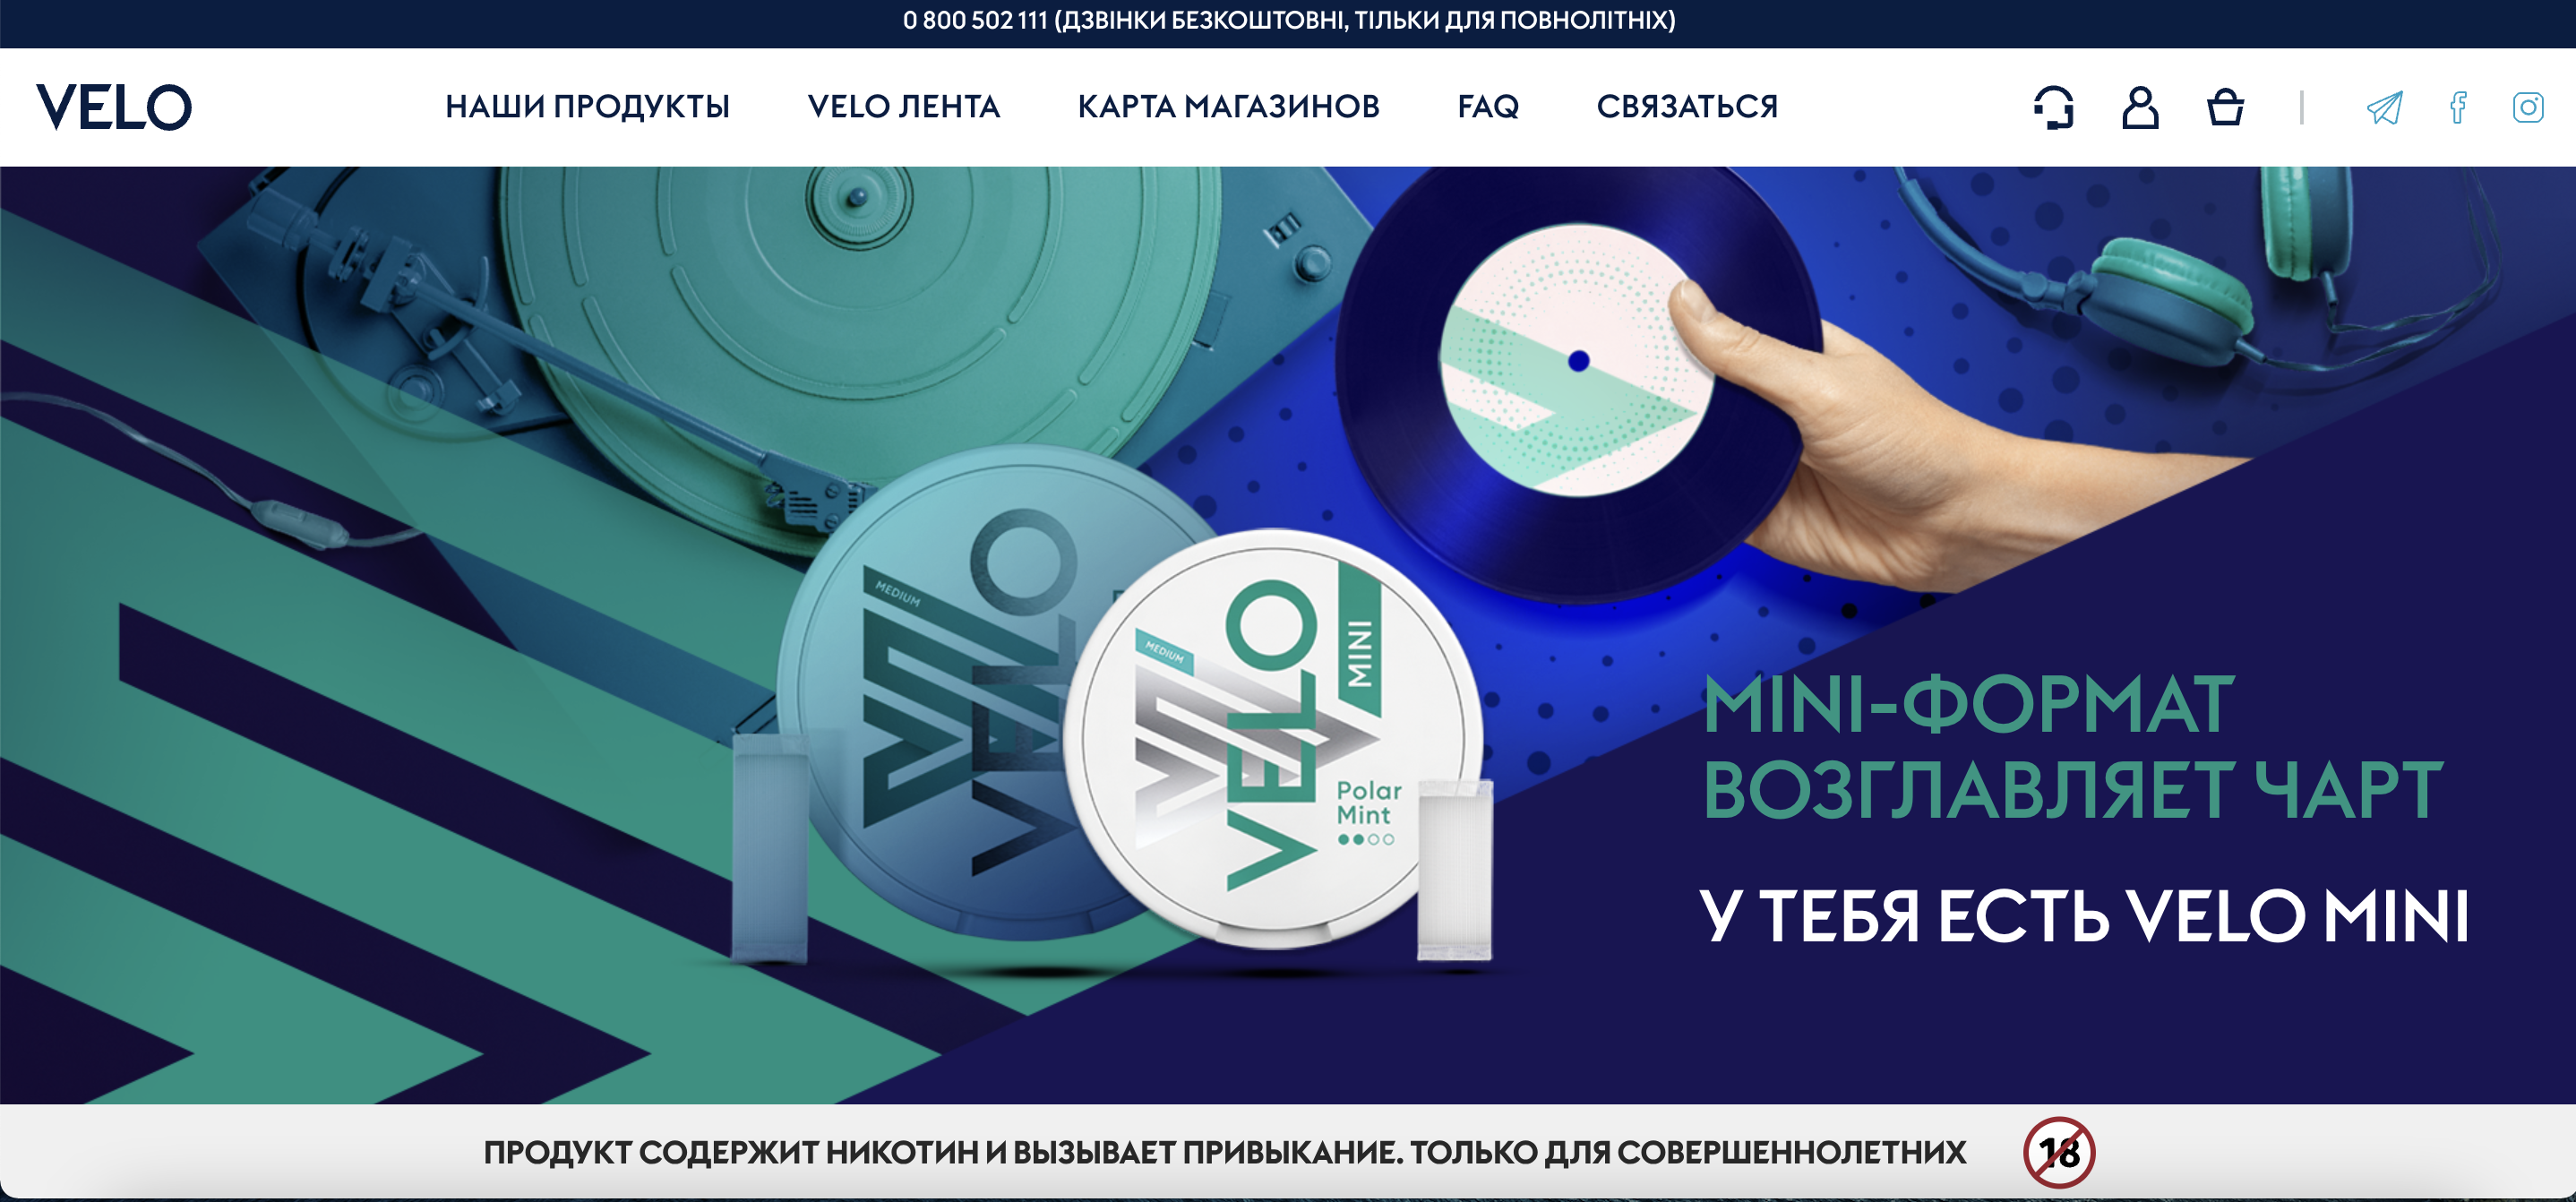 0 800 502 111 (ДЗВІНКИ БЕЗКОШТОВНІ, ТІЛЬКИ ДЛЯ ПОВНОЛІТНІХ)
VELO
НАШИ ПРОДУКТЫ
VELO ЛЕНТА
КАРТА МАГАЗИНОВ
FAQ
СВЯЗАТЬСЯ
MEDIUM
VELO
MEDIUM
VELO
MINI
Polar
Mint
MINI-ФОРМАТ
ВОЗГЛАВЛЯЕТ ЧАРТ
У ТЕБЯ ЕСТЬ VELO MINI
ПРОДУКТ СОДЕРЖИТ НИКОТИН И ВЫЗЫВАЕТ ПРИВЫКАНИЕ. ТОЛЬКО ДЛЯ СОВЕРШЕННОЛЕТНИХ
18